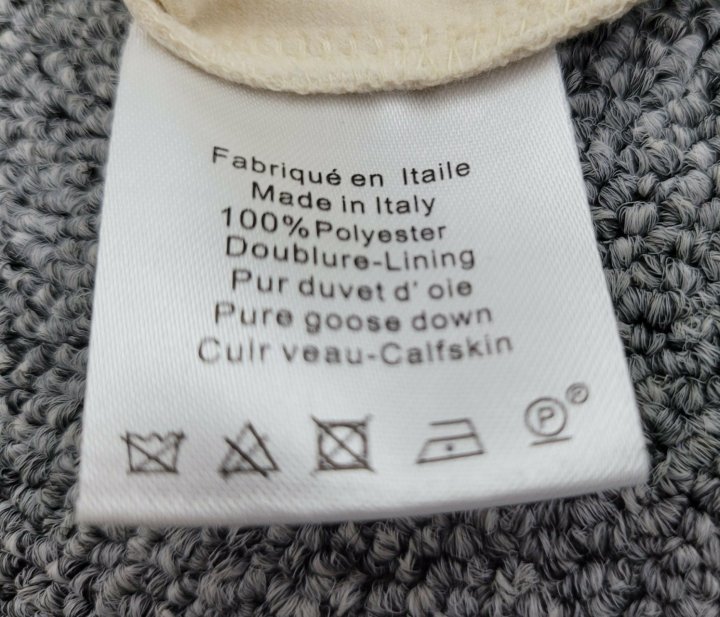 Fabriqué en Itaile
Made in Italy
100% Polyester
Doublure-Lining
Pur duvet d' oie
Pure goose down
Cuir veau-Calfskin
P ®